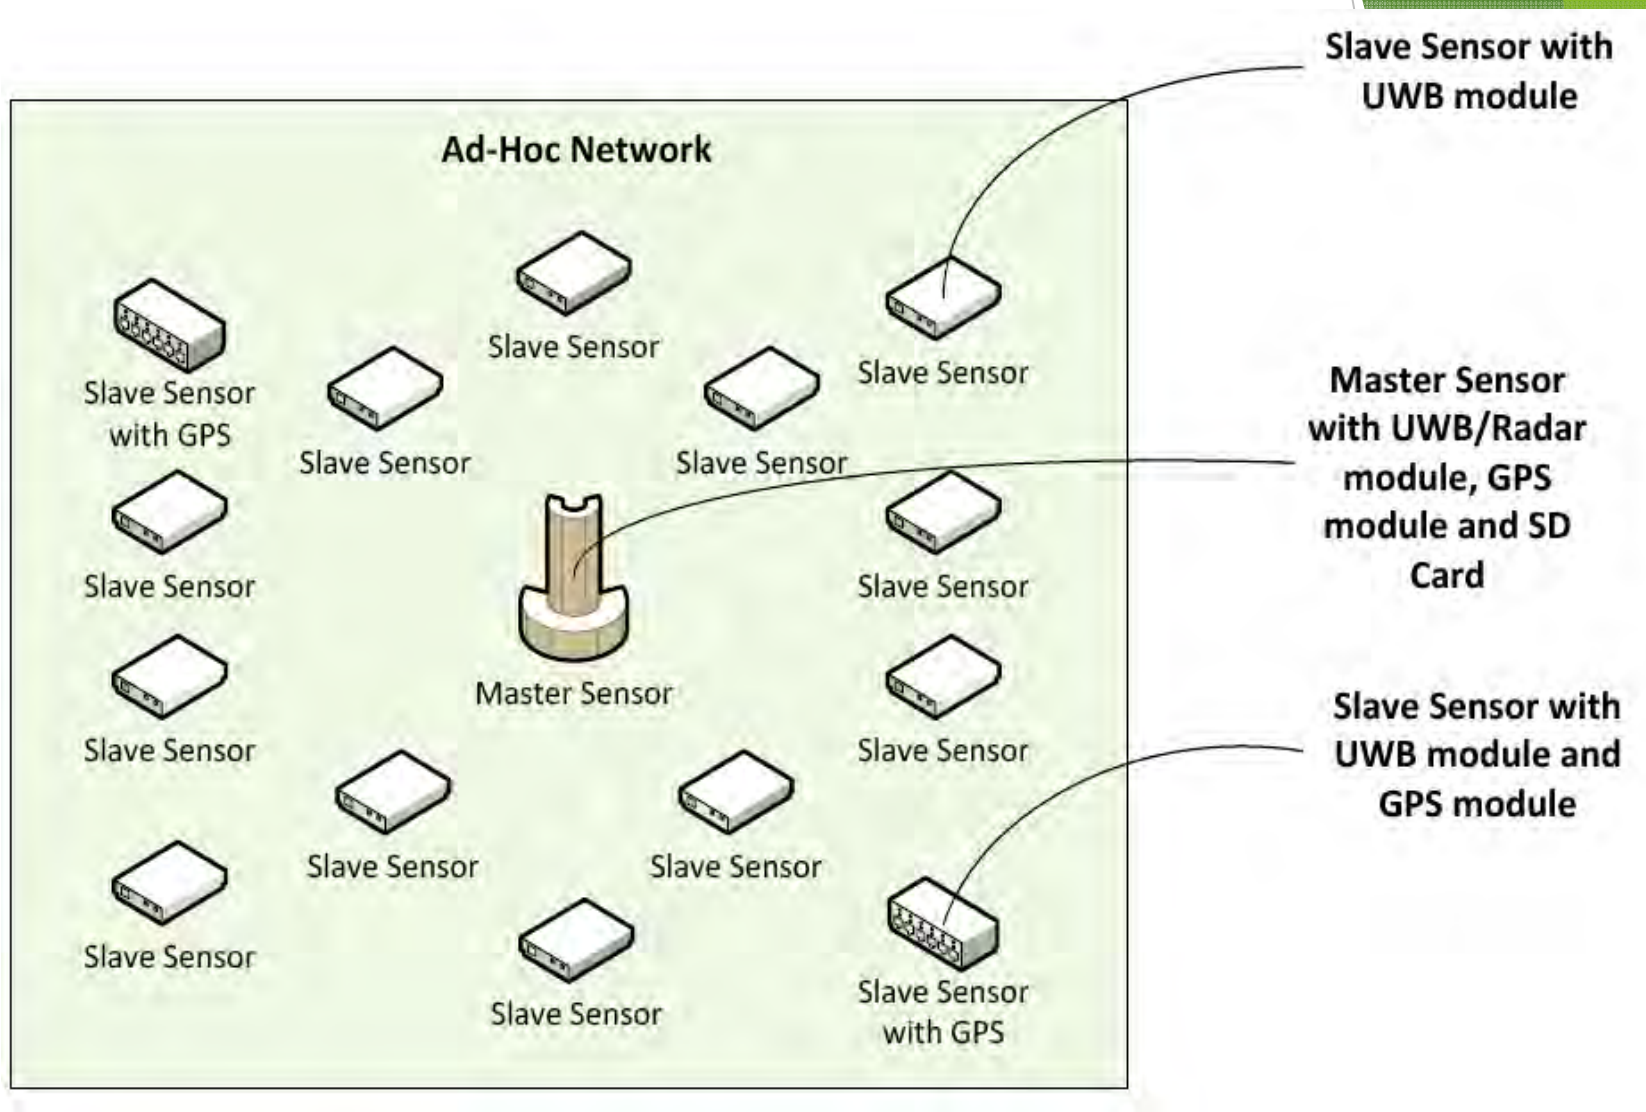 Slave Sensor with
UWB module
Ad-Hoc Network
Slave Sensor
Slave Sensor
Slave Sensor
with GPS
Slave Sensor
Slave Sensor
Master Sensor
with UWB/Radar
module, GPS
module and SD
Card
Slave Sensor
Slave Sensor
Master Sensor
Slave Sensor
Slave Sensor
Slave Sensor with
UWB module and
GPS module
Slave Sensor
Slave Sensor
Slave Sensor
Slave Sensor
Slave Sensor
with GPS